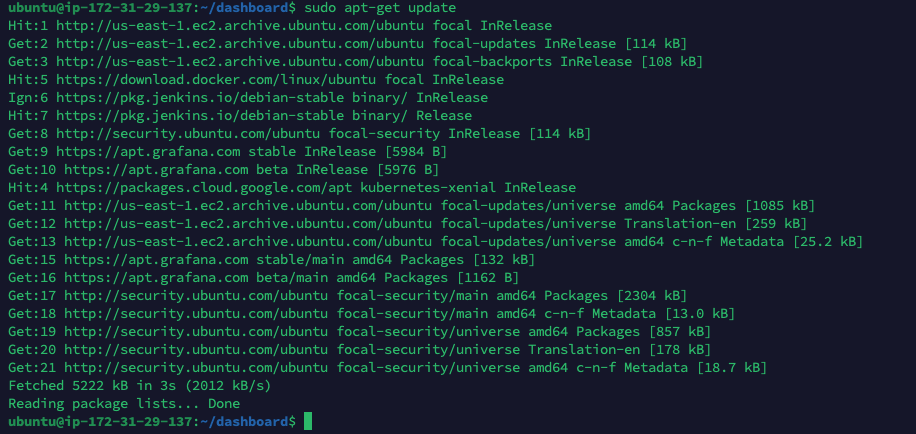 ubuntu@ip-172-31-29-137:~/dashboard$ sudo apt-get update
Hit:1 http://us-east-1.ec2.archive.ubuntu.com/ubuntu focal InRelease
Get:2 http://us-east-1.ec2.archive.ubuntu.com/ubuntu focal-updates InRelease [114 kB]
Get:3 http://us-east-1.ec2.archive.ubuntu.com/ubuntu focal-backports InRelease [108 kB]
Hit:5 https://download.docker.com/linux/ubuntu focal InRelease
Ign:6 https://pkg.jenkins.io/debian-stable binary/ InRelease
Hit:7 https://pkg.jenkins.io/debian-stable binary/ Release
Get:8 http://security.ubuntu.com/ubuntu focal-security InRelease [114 kB]
Get:9 https://apt.grafana.com stable InRelease [5984 B]
Get:10 https://apt.grafana.com beta InRelease [5976 B]
Hit:4 https://packages.cloud.google.com/apt kubernetes-xenial InRelease
Get:11 http://us-east-1.ec2.archive.ubuntu.com/ubuntu focal-updates/universe amd64 Packages [1085 kB]
Get:12 http://us-east-1.ec2.archive.ubuntu.com/ubuntu focal-updates/universe Translation-en [259 kB]
Get:13 http://us-east-1.ec2.archive.ubuntu.com/ubuntu focal-updates/universe amd64 c-n-f Metadata [25.2 kB]
Get:15 https://apt.grafana.com stable/main amd64 Packages [132 kB]
Get:16 https://apt.grafana.com beta/main amd64 Packages [1162 B]
Get:17 http://security.ubuntu.com/ubuntu focal-security/main amd64 Packages [2304 kB]
Get:18 http://security.ubuntu.com/ubuntu focal-security/main amd64 c-n-f Metadata [13.0 kB]
Get:19 http://security.ubuntu.com/ubuntu focal-security/universe amd64 Packages [857 kB]
Get:20 http://security.ubuntu.com/ubuntu focal-security/universe Translation-en [178 kB]
Get:21 http://security.ubuntu.com/ubuntu focal-security/universe amd64 c-n-f Metadata [18.7 kB]
Fetched 5222 kB in 3s (2012 kB/s)
Reading package lists... Done
ubuntu@ip-172-31-29-137:~/dashboard$